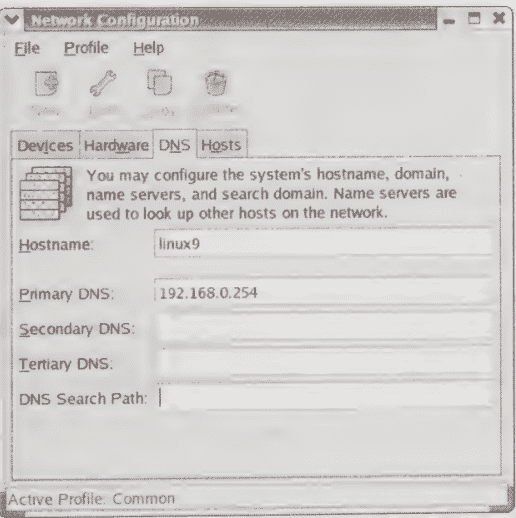 Network Configuration
File Profile Help
Devices Hardware DNS Hosts
You may configure the system's hostname, domain,
name servers, and search domain. Name servers are
used to look up other hosts on the network.
Hostname: linux9
Primary DNS: 192.168.0.254
Secondary DNS:
Tertiary DNS:
DNS Search Path:
Active Profile: Common